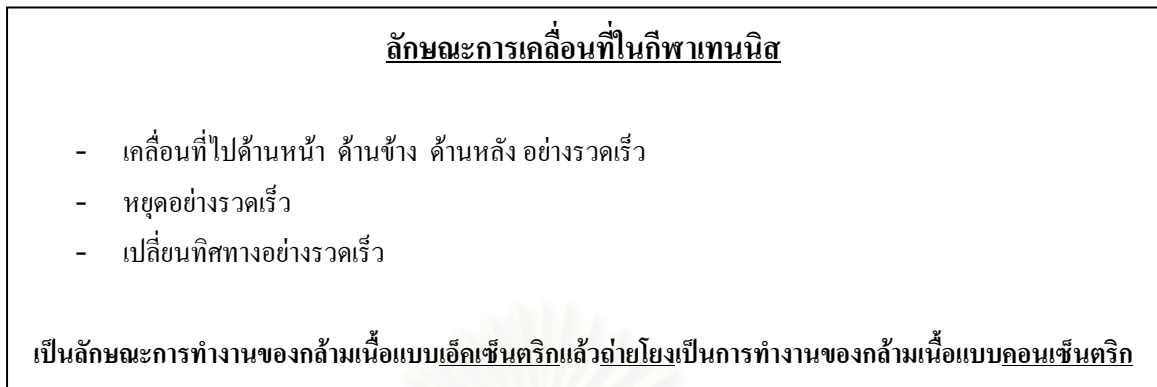 ลักษณะการเคลื่อนที่ในกีฬาเทนนิส
- เคลื่อนที่ไปด้านหน้า ด้านข้าง ด้านหลัง อย่างรวดเร็ว
- หยุดอย่างรวดเร็ว
- เปลี่ยนทิศทางอย่างรวดเร็ว
เป็นลักษณะการทำงานของกล้ามเนื้อแบบเอ็คเซ็นตริกแล้วถ่ายโยงเป็นการทำงานของกล้ามเนื้อแบบคอนเซ็นตริก